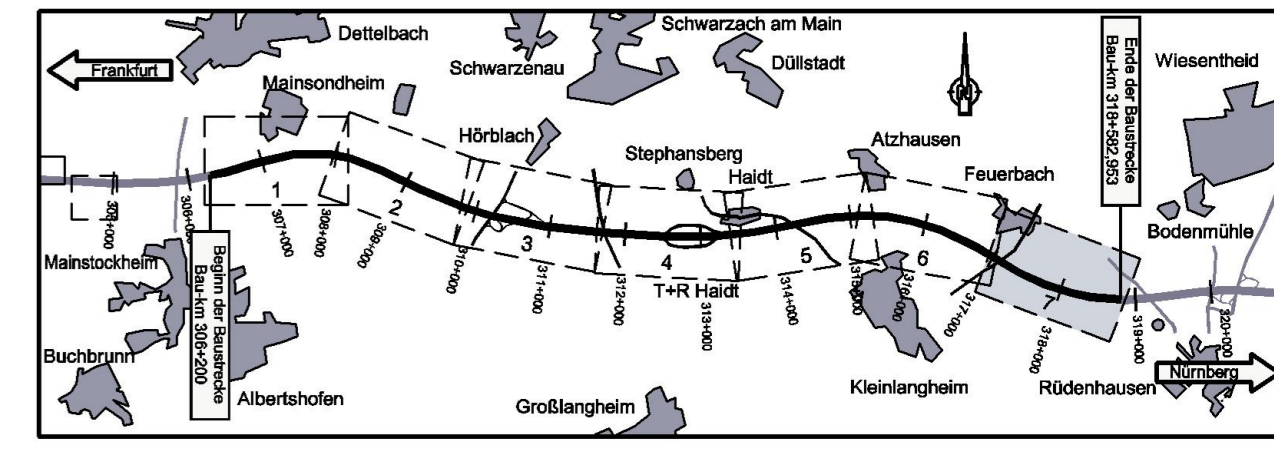 Frankfurt
Dettelbach
Mainsondheim
Schwarzenau
Schwarzach am Main
Düllstadt
Wiesentheid
Ende der Baustrecke
Bau-km 318+582,953
Hörblach
Stephansberg
Haidt
Atzhausen
Feuerbach
Bodenmühle
1
2
3
4
5
6
7
307+000
308+000
309+000
310+000
311+000
312+000
313+000
314+000
316+000
317+000
318+000
319+000
320+000
T+R Haidt
Mainstockheim
Beginn der Baustrecke
Bau-km 306+200
Buchbrunn
Albertshofen
Großlangheim
Kleinlangheim
Rüdenhausen
Nürnberg